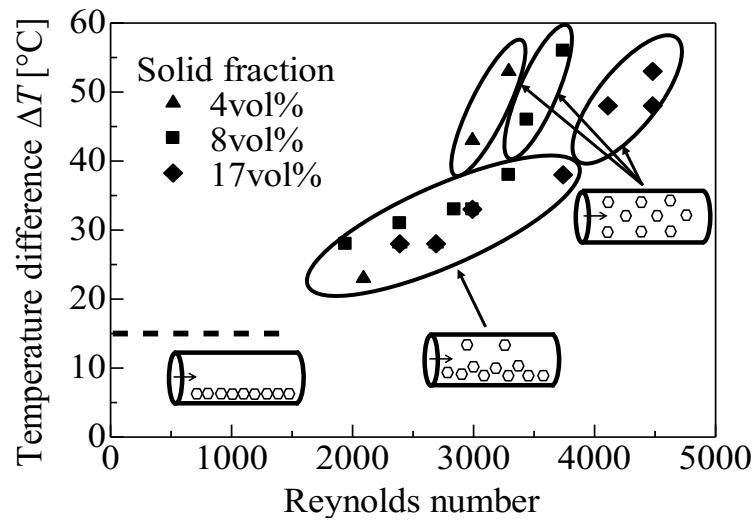 Temperature difference ΔT [°C]
60
50
40
30
20
10
0
Solid fraction
4vol%
8vol%
17vol%
0 1000 2000 3000 4000 5000
Reynolds number